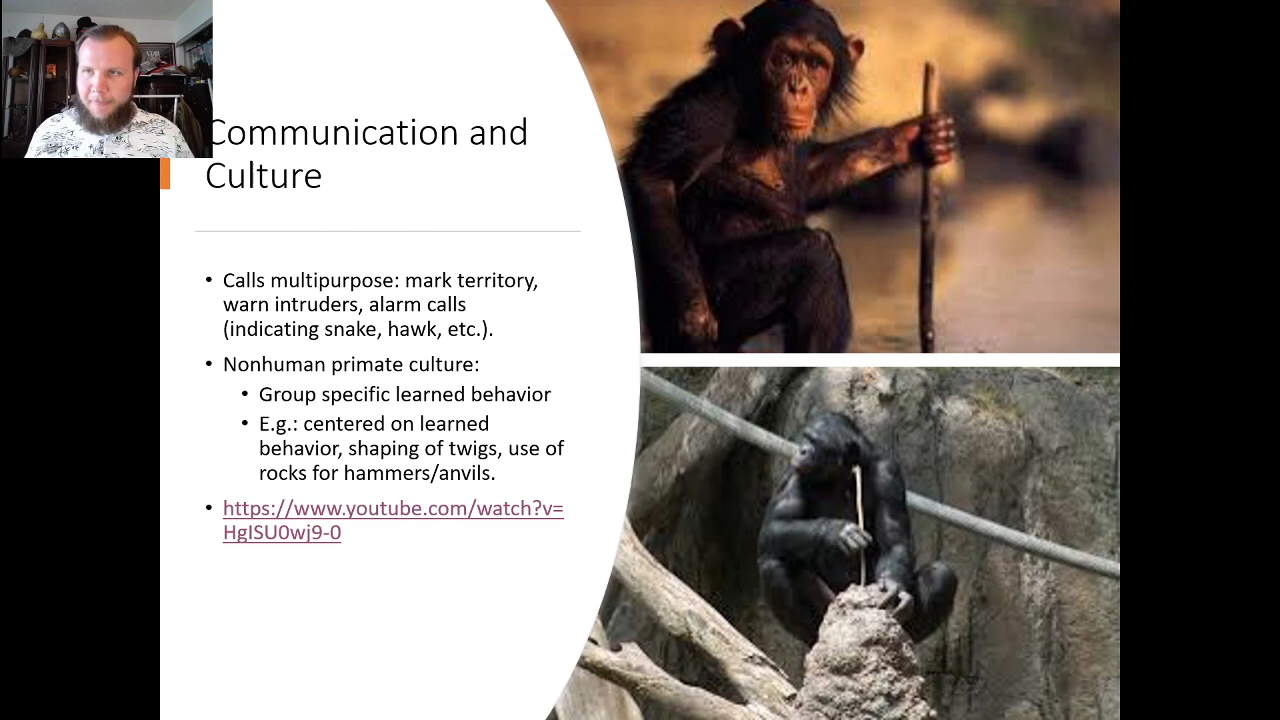 Communication and
Culture
• Calls multipurpose: mark territory,
warn intruders, alarm calls
(indicating snake, hawk, etc.).
• Nonhuman primate culture:
• Group specific learned behavior
• E.g.: centered on learned
behavior, shaping of twigs, use of
rocks for hammers/anvils.
• https://www.youtube.com/watch?v=
HgISU0wj9-0